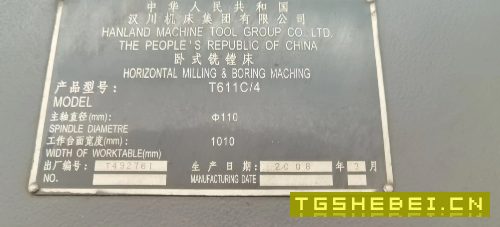 中华人民共和国
汉川机床集团有限公司
HANLAND MACHINE TOOL GROUP CO., LTD.
THE PEOPLE'S REPUBLIC OF CHINA
卧式铣镗床
HORIZONTAL MILLING & BORING MACHING
产品型号: T611C/4
MODEL
主轴直径(mm): Φ110
SPINDLE DIAMETRE
工作台面宽度(mm): 1010
WIDTH OF WORKTABLE(mm)
出厂编号: 生产日期: 2008 年 月
NO. MANUFACTURING DATE
TGSHEBEI.CN